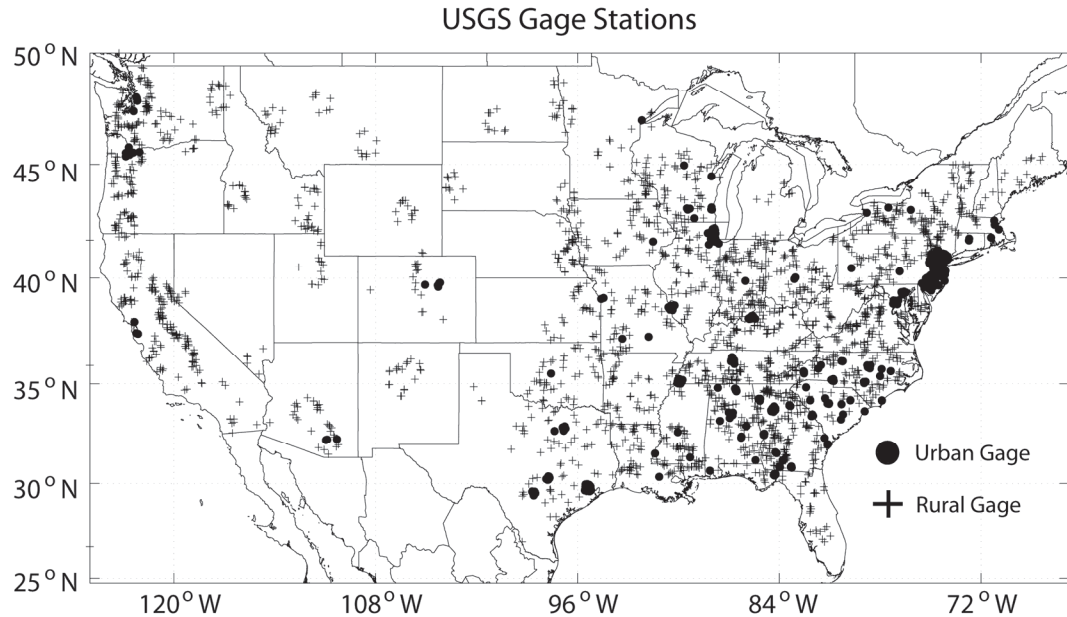 USGS Gage Stations
50° N
45° N
40° N
35° N
30° N
25° N
Urban Gage
Rural Gage
120° W
108° W
96° W
84° W
72° W